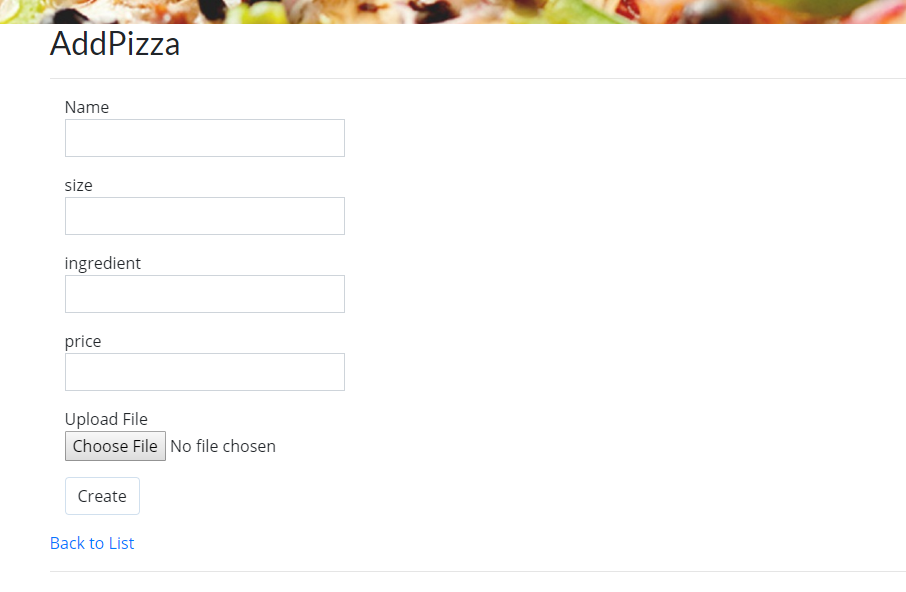 AddPizza
Name
size
ingredient
price
Upload File
Choose File No file chosen
Create
Back to List